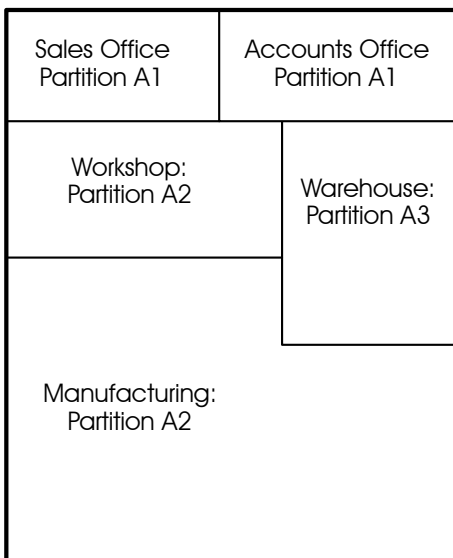 Sales Office
Partition A1
Accounts Office
Partition A1
Workshop:
Partition A2
Warehouse:
Partition A3
Manufacturing:
Partition A2